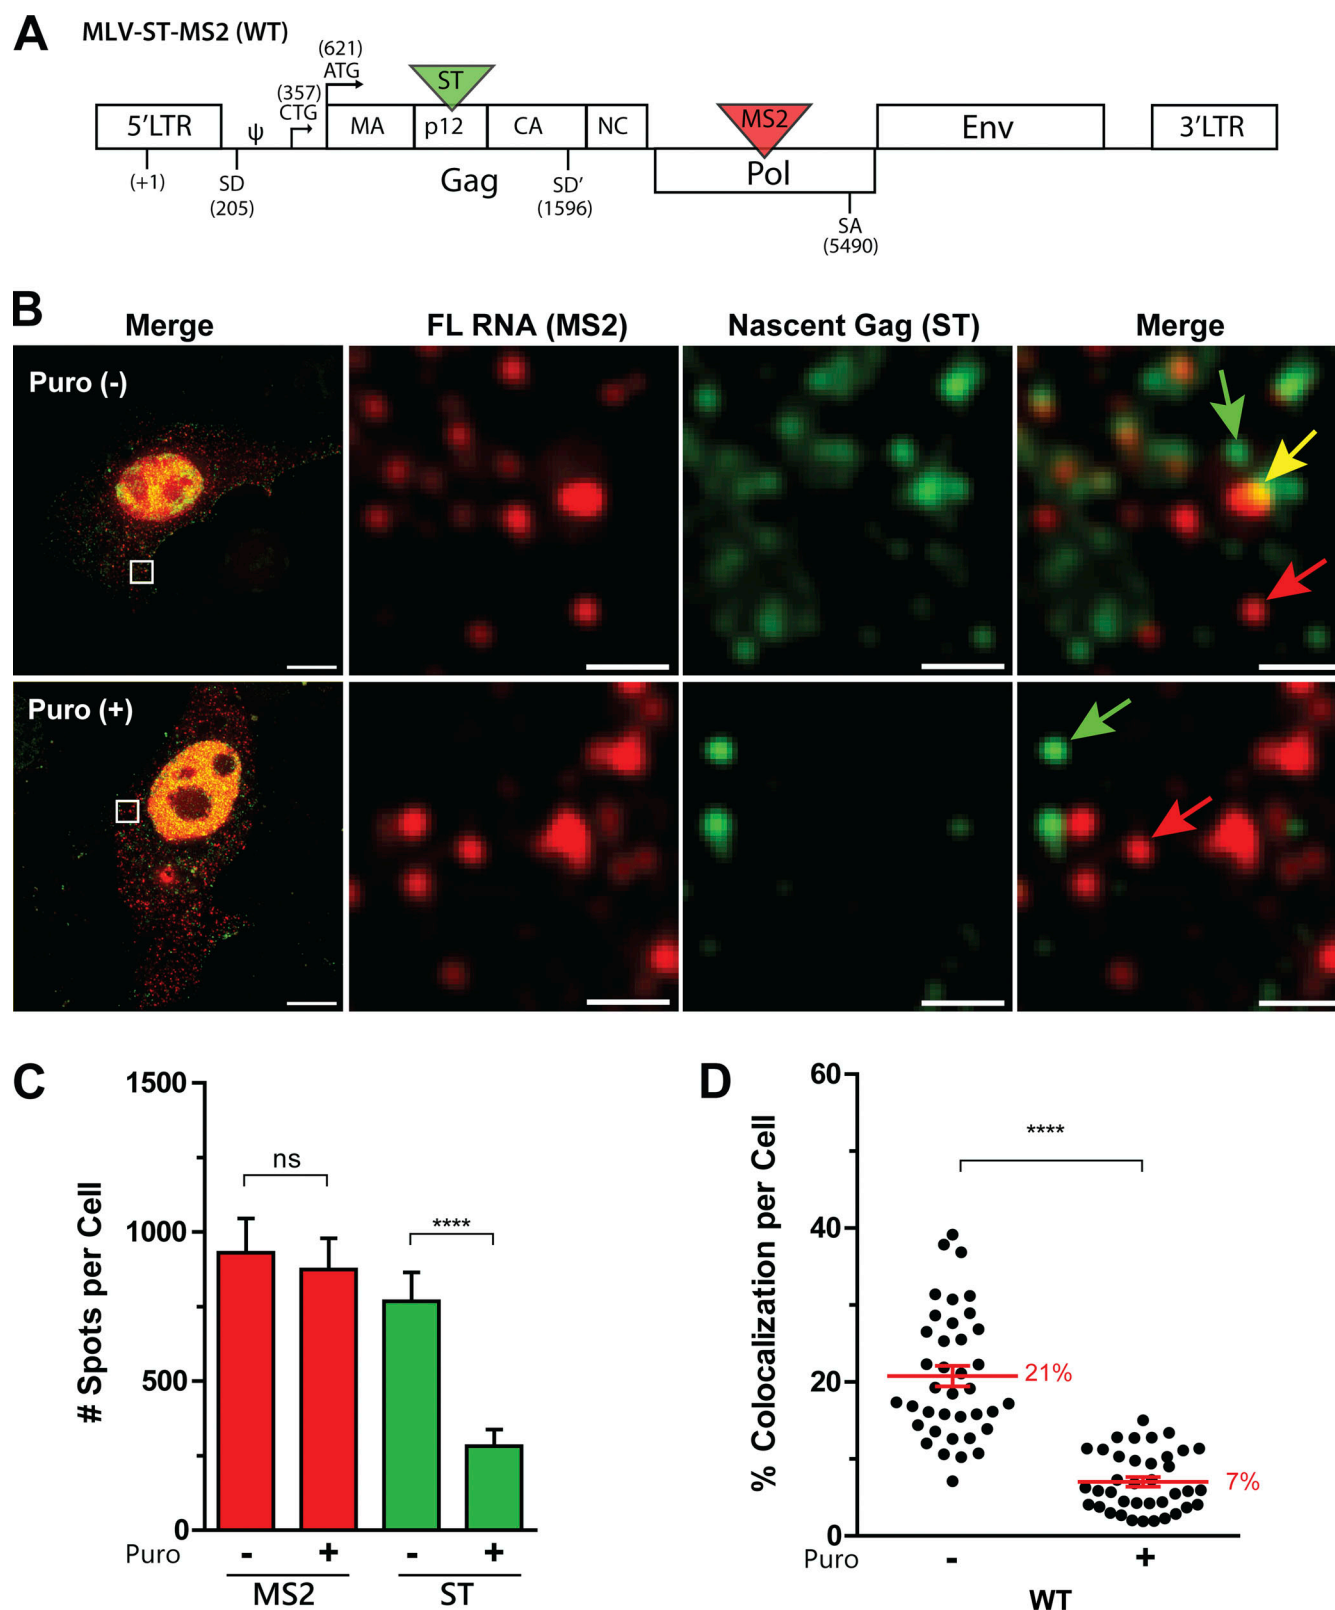 A
MLV-ST-MS2 (WT)
(621)
ATG
(357)
CTG
ST
MS2
5'LTR
ψ
MA
p12
CA
NC
Env
3'LTR
(+1)
SD
(205)
Gag
SD'
(1596)
Pol
SA
(5490)
B
Merge
FL RNA (MS2)
Nascent Gag (ST)
Merge
Puro (-)
Puro (+)
C
# Spots per Cell
1500
1000
500
0
ns
****
Puro
-
+
-
+
MS2
ST
D
% Colocalization per Cell
60
40
20
0
****
21%
7%
Puro
-
+
WT